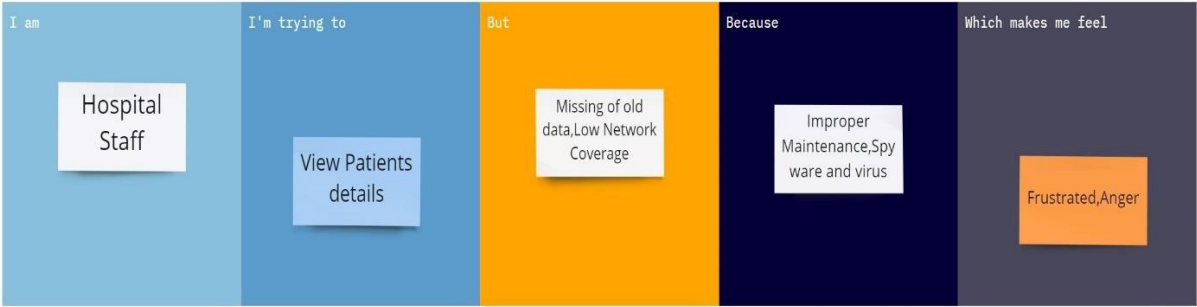 I am
Hospital
Staff
I'm trying to
View Patients
details
But
Missing of old
data,Low Network
Coverage
Because
Improper
Maintenance,Spy
ware and virus
Which makes me feel
Frustrated,Anger